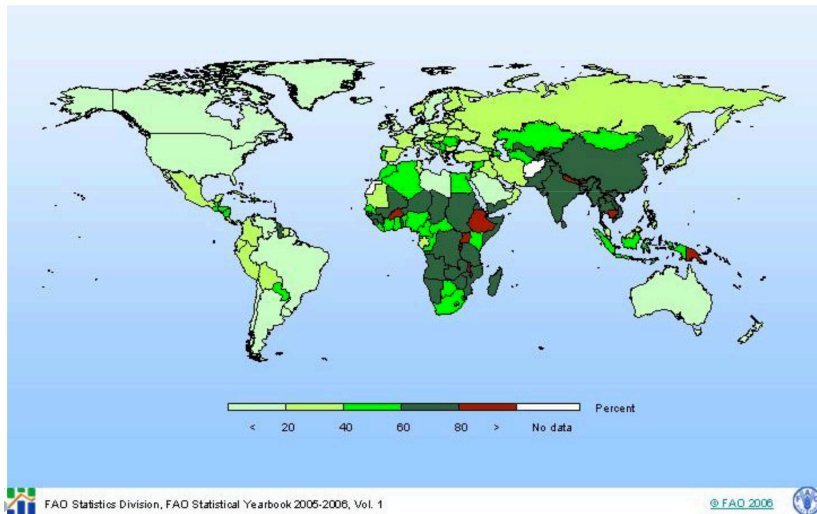 Percent
< 20 40 60 80 > No data
FAO Statistics Division, FAO Statistical Yearbook 2005-2006, Vol. 1 © FAO 2006